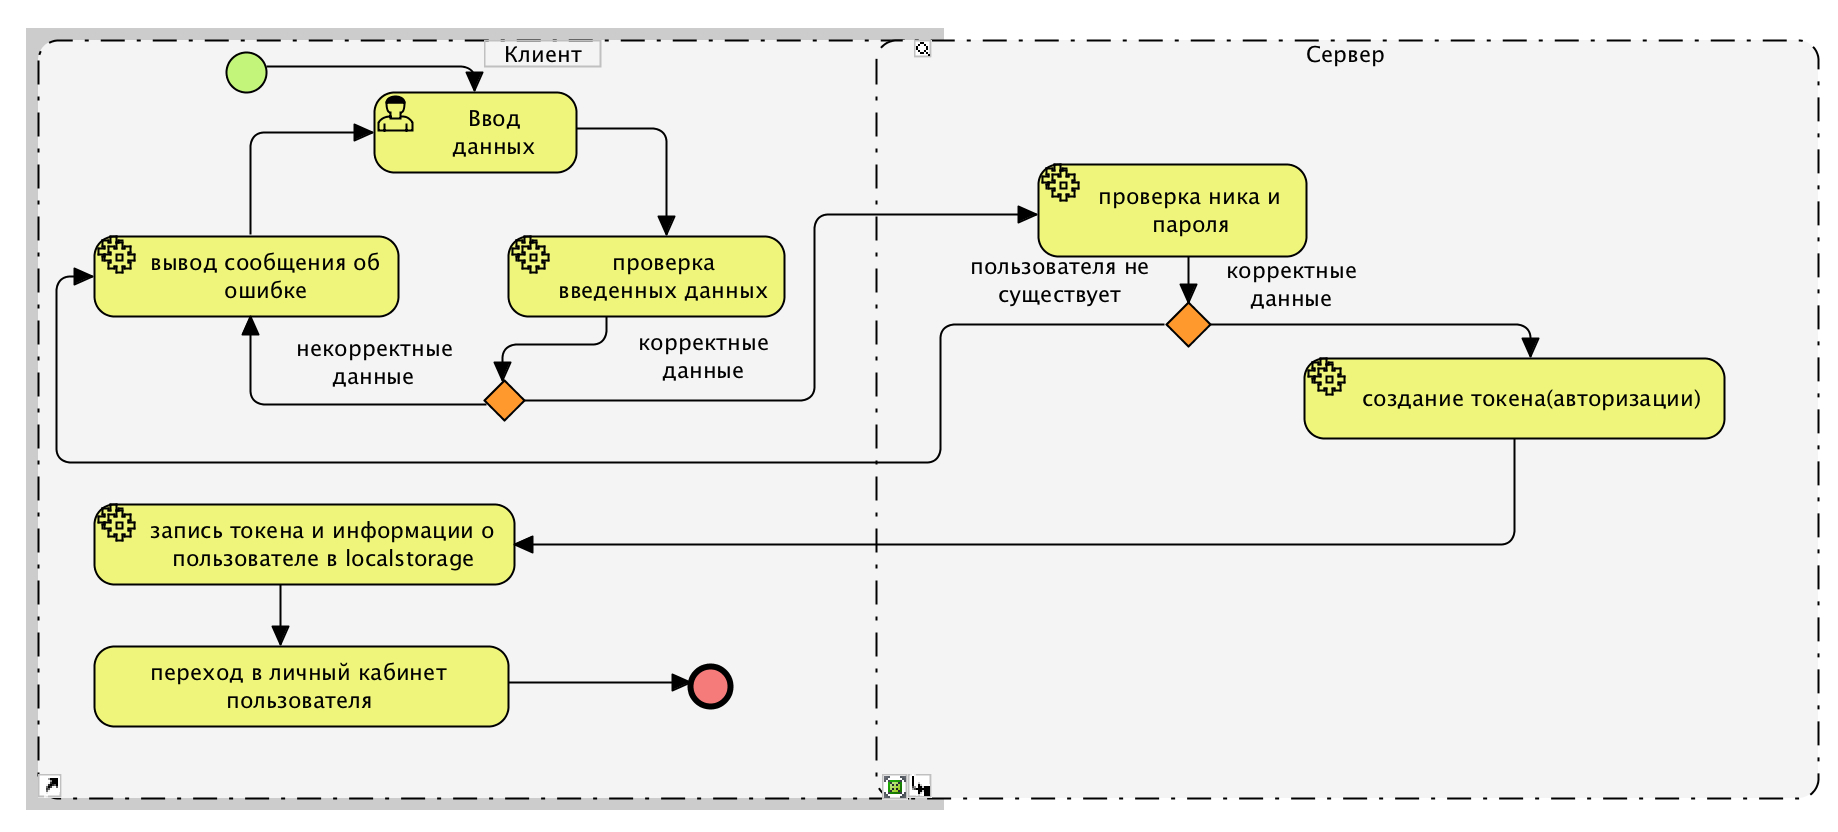 Клиент
Сервер
Ввод
данных
проверка ника и
пароля
вывод сообщения об
ошибке
проверка
введенных данных
пользователя не
существует
корректные
данные
некорректные
данные
корректные
данные
создание токена(авторизации)
запись токена и информации о
пользователе в localstorage
переход в личный кабинет
пользователя